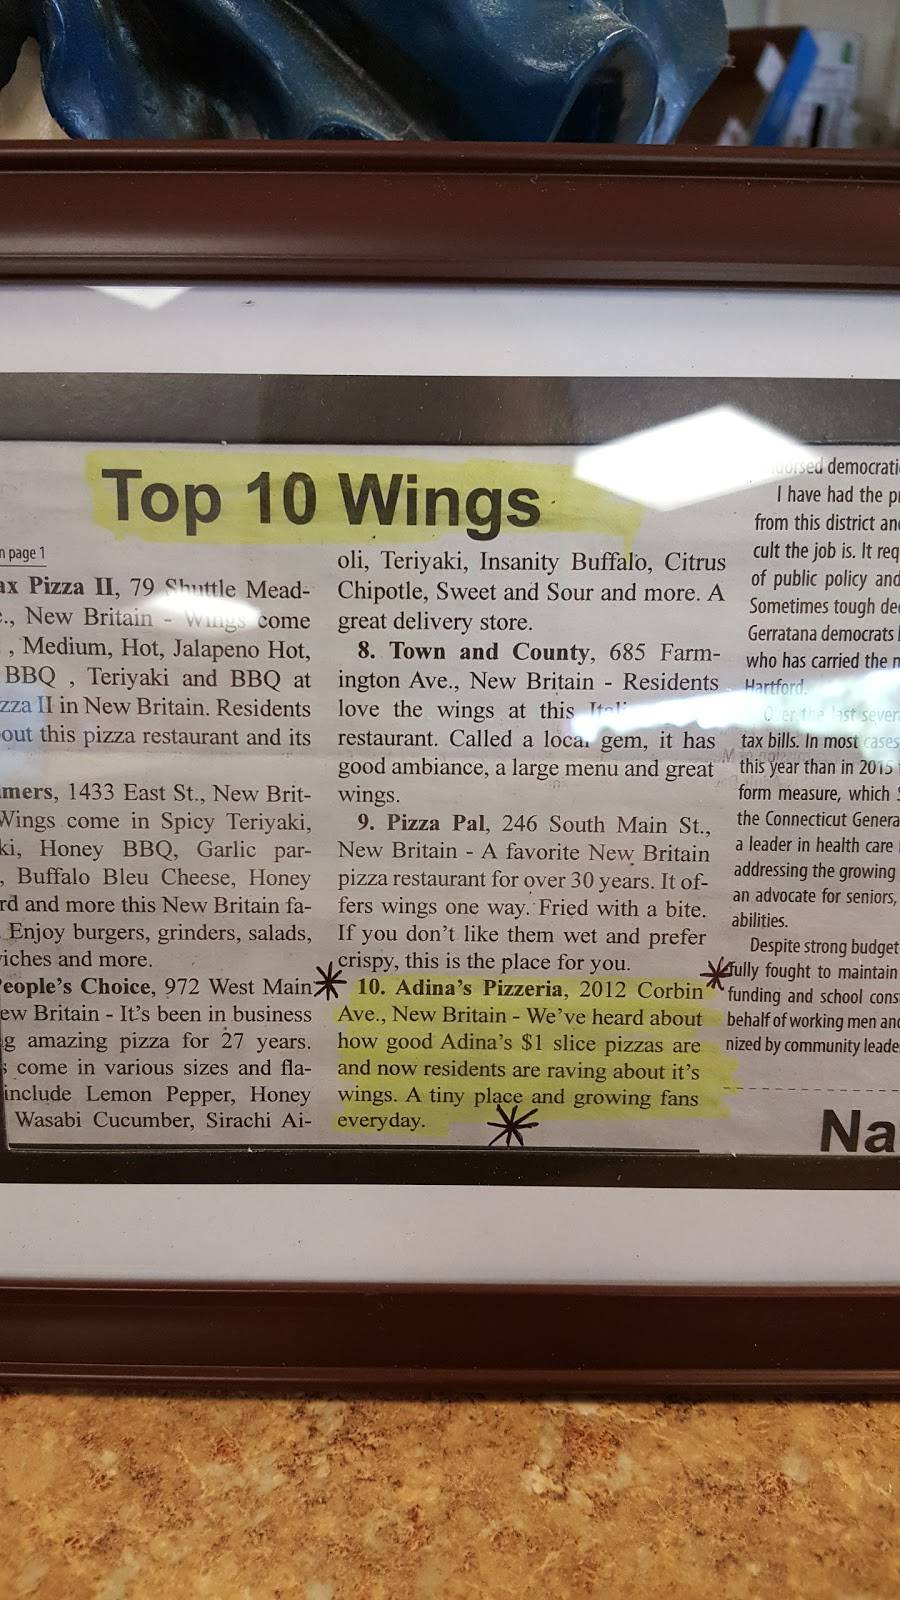 Top 10 Wings
n page 1
ax Pizza II, 79 Shuttle Mead-
e., New Britain - Wings come
, Medium, Hot, Jalapeno Hot,
BBQ , Teriyaki and BBQ at
zza II in New Britain. Residents
out this pizza restaurant and its
mers, 1433 East St., New Brit-
Wings come in Spicy Teriyaki,
ki, Honey BBQ, Garlic par-
, Buffalo Bleu Cheese, Honey
rd and more this New Britain fa-
Enjoy burgers, grinders, salads,
iches and more.
People's Choice, 972 West Main
ew Britain - It's been in business
g amazing pizza for 27 years.
s come in various sizes and fla-
include Lemon Pepper, Honey
Wasabi Cucumber, Sirachi Ai-
oli, Teriyaki, Insanity Buffalo, Citrus
Chipotle, Sweet and Sour and more. A
great delivery store.
8. Town and County, 685 Farm-
ington Ave., New Britain - Residents
love the wings at this
restaurant. Called a local gem, it has
good ambiance, a large menu and great
wings.
9. Pizza Pal, 246 South Main St.,
New Britain - A favorite New Britain
pizza restaurant for over 30 years. It of-
fers wings one way. Fried with a bite.
If you don't like them wet and prefer
crispy, this is the place for you.
10. Adina's Pizzeria, 2012 Corbin
Ave., New Britain - We've heard about
how good Adina's $1 slice pizzas are
and now residents are raving about it's
wings. A tiny place and growing fans
everyday.
democrati
I have had the p
from this district an
cult the job is. It req
of public policy and
Sometimes tough de
Gerratana democrats
who has carried the
Hartford.
Over the last sever
tax bills. In most cases
this year than in 2015
form measure, which
the Connecticut Genera
a leader in health care
addressing the growing
an advocate for seniors,
abilities.
Despite strong budget
fully fought to maintain
funding and school cons
behalf of working men and
nized by community leade
Na